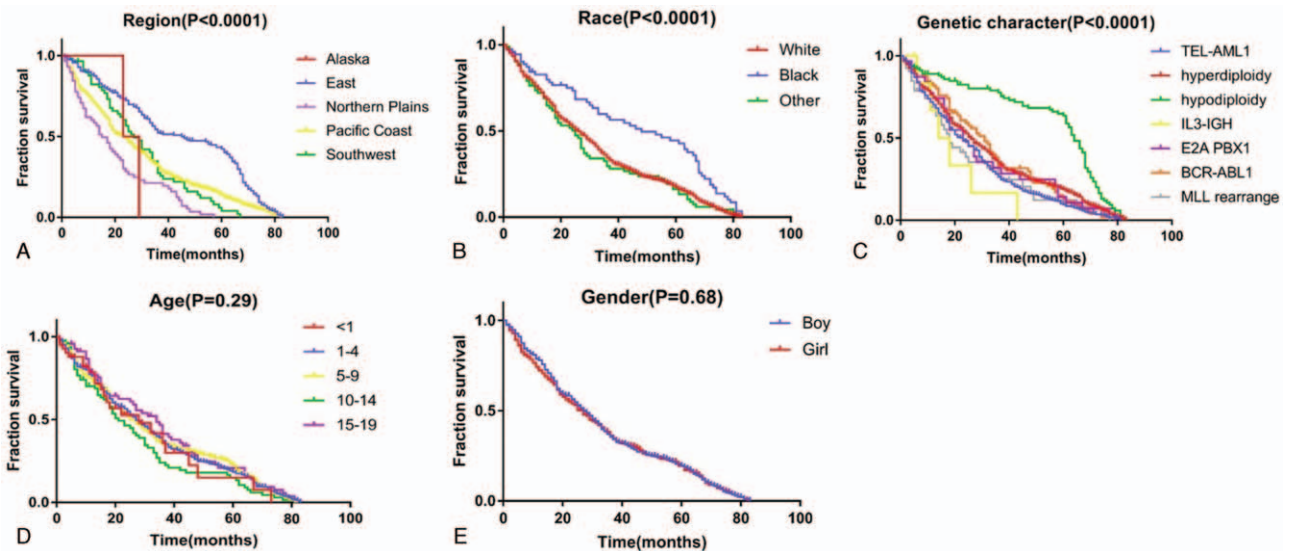 Region(P<0.0001)
Fraction survival
1.0
0.5
0.0
0 20 40 60 80 100
Time(months)
Alaska
East
Northern Plains
Pacific Coast
Southwest
A
Race(P<0.0001)
Fraction survival
1.0
0.5
0.0
0 20 40 60 80 100
Time(months)
White
Black
Other
B
Genetic character(P<0.0001)
Fraction survival
1.0
0.5
0.0
0 20 40 60 80 100
Time(months)
TEL-AML1
hyperdiploidy
hypodiploidy
IL3-IGH
E2A PBX1
BCR-ABL1
MLL rearrange
C
Age(P=0.29)
Fraction survival
1.0
0.5
0.0
0 20 40 60 80 100
Time(months)
<1
1-4
5-9
10-14
15-19
D
Gender(P=0.68)
Fraction survival
1.0
0.5
0.0
0 20 40 60 80 100
Time(months)
Boy
Girl
E